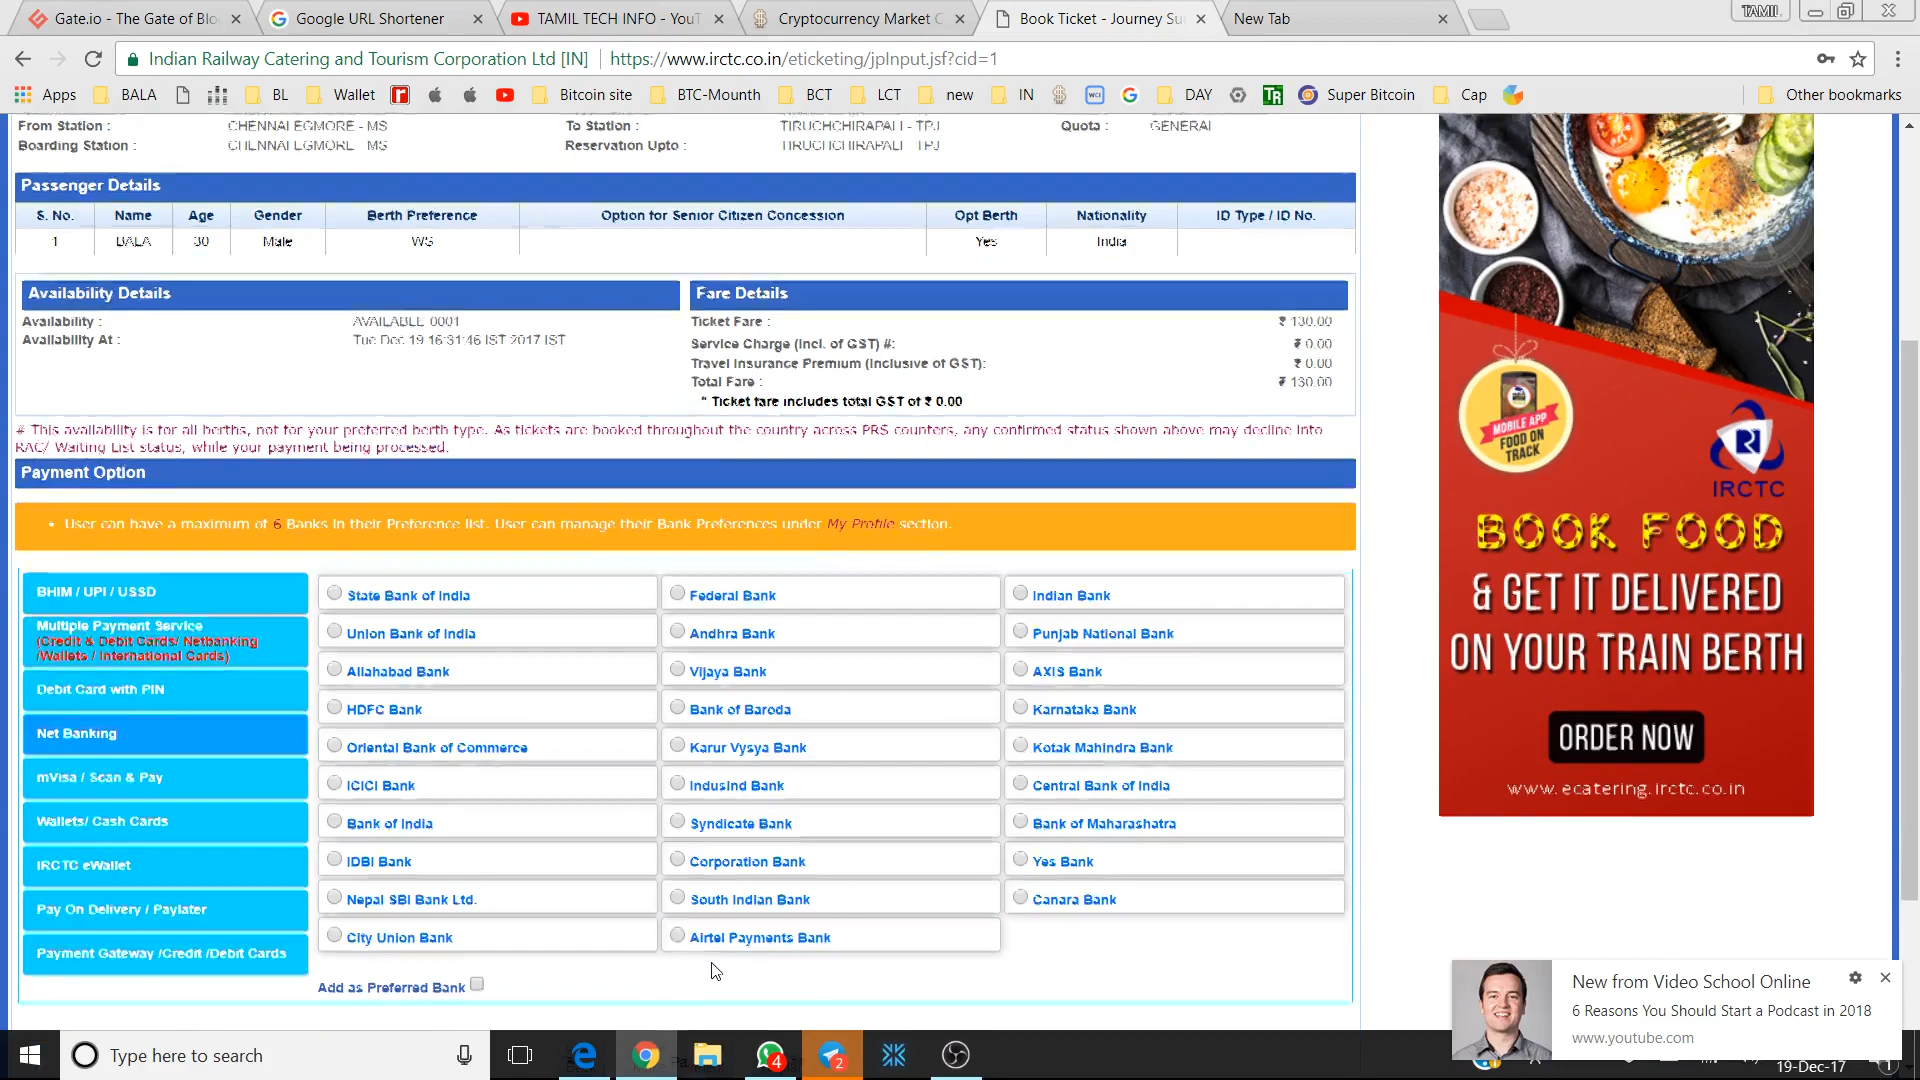 Gate.io - The Gate of Blo
Google URL Shortener
TAMIL TECH INFO - YouT
Cryptocurrency Market C
Book Ticket - Journey Su
New Tab
TAMIL
Indian Railway Catering and Tourism Corporation Ltd [IN]
https://www.irctc.co.in/eticketing/jpInput.jsf?cid=1
Apps BALA BL Wallet Bitcoin site BTC-Mounth BCT LCT new IN DAY TR Super Bitcoin Cap Other bookmarks
From Station : CHENNAI EGMORE - MS To Station : TIRUCHCHIRAPALI - TPJ Quota : GENERAL
Boarding Station : CHENNAI EGMORE - MS Reservation Upto : TIRUCHCHIRAPALI - TPJ
Passenger Details
S. No. Name Age Gender Berth Preference Option for Senior Citizen Concession Opt Berth Nationality ID Type / ID No.
1 BALA 30 Male WS Yes India
Availability Details
Availability : AVAILABLE 0001
Availability At : Tue Dec 19 16:31:46 IST 2017 IST
Fare Details
Ticket Fare : ₹ 130.00
Service Charge (Incl. of GST) #: ₹ 0.00
Travel Insurance Premium (Inclusive of GST): ₹ 0.00
Total Fare : ₹ 130.00
* Ticket fare includes total GST of ₹ 0.00
# This availability is for all berths, not for your preferred berth type. As tickets are booked throughout the country across PRS counters, any confirmed status shown above may decline into
RAC/ Waiting List status, while your payment being processed.
Payment Option
• User can have a maximum of 6 Banks in their Preference list. User can manage their Bank Preferences under My Profile section.
BHIM / UPI / USSD
Multiple Payment Service
(Credit & Debit Cards/ Netbanking
/Wallets / International Cards)
Debit Card with PIN
Net Banking
mVisa / Scan & Pay
Wallets/ Cash Cards
IRCTC eWallet
Pay On Delivery / Paylater
Payment Gateway /Credit /Debit Cards
State Bank of India Federal Bank Indian Bank
Union Bank of India Andhra Bank Punjab National Bank
Allahabad Bank Vijaya Bank AXIS Bank
HDFC Bank Bank of Baroda Karnataka Bank
Oriental Bank of Commerce Karur Vysya Bank Kotak Mahindra Bank
ICICI Bank Indusind Bank Central Bank of India
Bank of India Syndicate Bank Bank of Maharashtra
IDBI Bank Corporation Bank Yes Bank
Nepal SBI Bank Ltd. South Indian Bank Canara Bank
City Union Bank Airtel Payments Bank
Add as Preferred Bank
MOBILE APP
FOOD ON
TRACK
IRCTC
BOOK FOOD
& GET IT DELIVERED
ON YOUR TRAIN BERTH
ORDER NOW
www.ecatering.irctc.co.in
New from Video School Online
6 Reasons You Should Start a Podcast in 2018
www.youtube.com
Type here to search
4
2
19-Dec-17
1